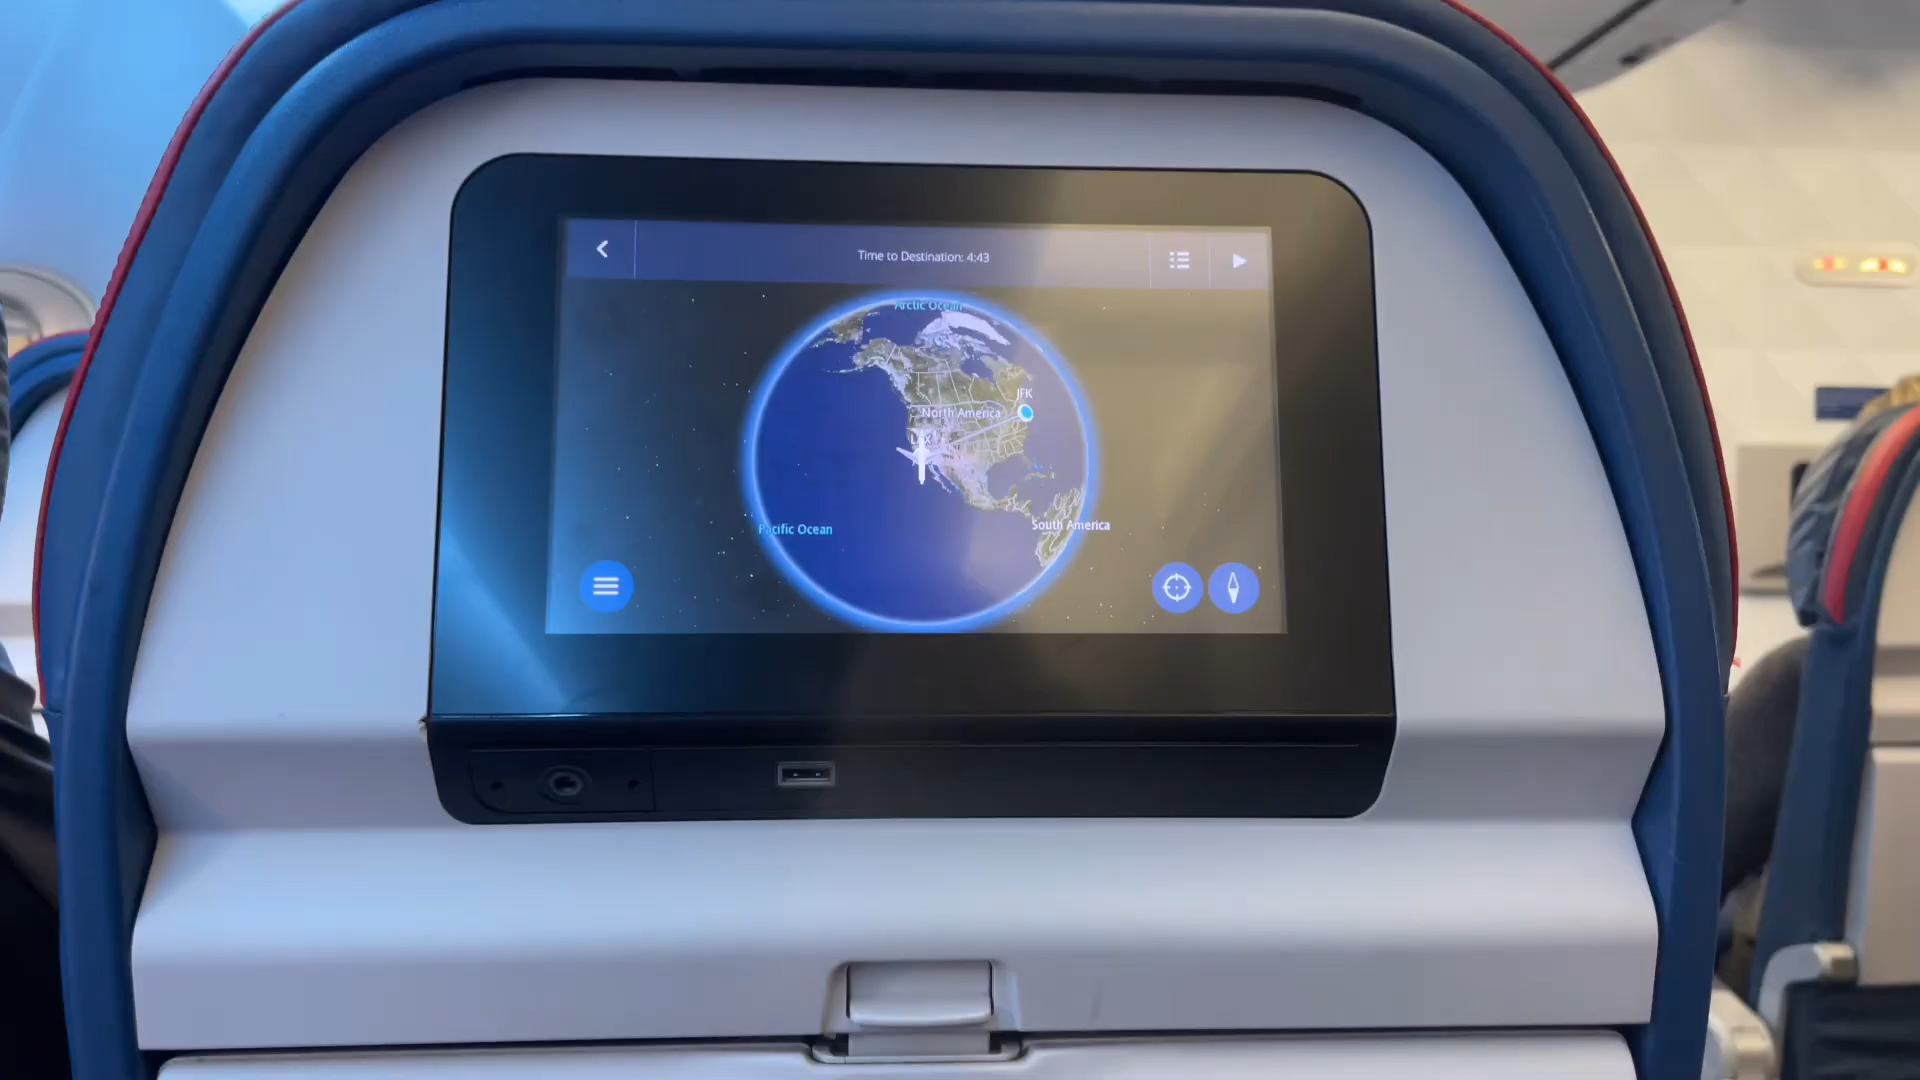 Time to Destination: 4:43
Arctic Ocean
JFK
North America
LAX
South America
Pacific Ocean